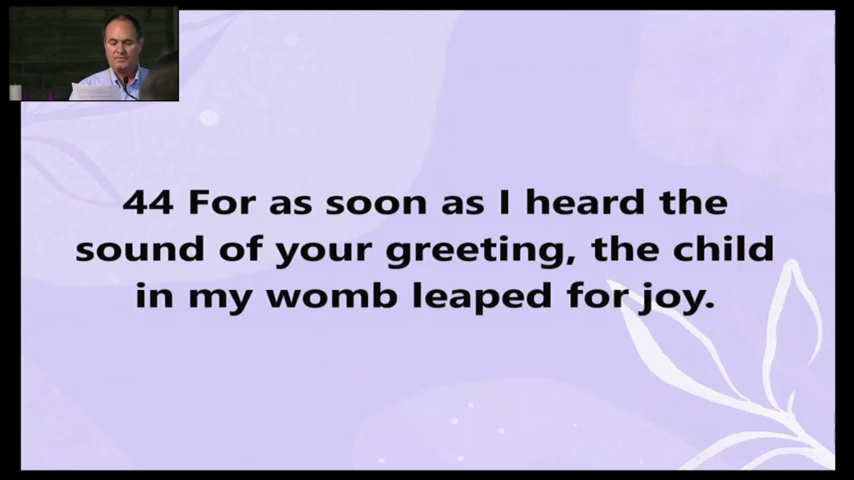 44 For as soon as I heard the
sound of your greeting, the child
in my womb leaped for joy.